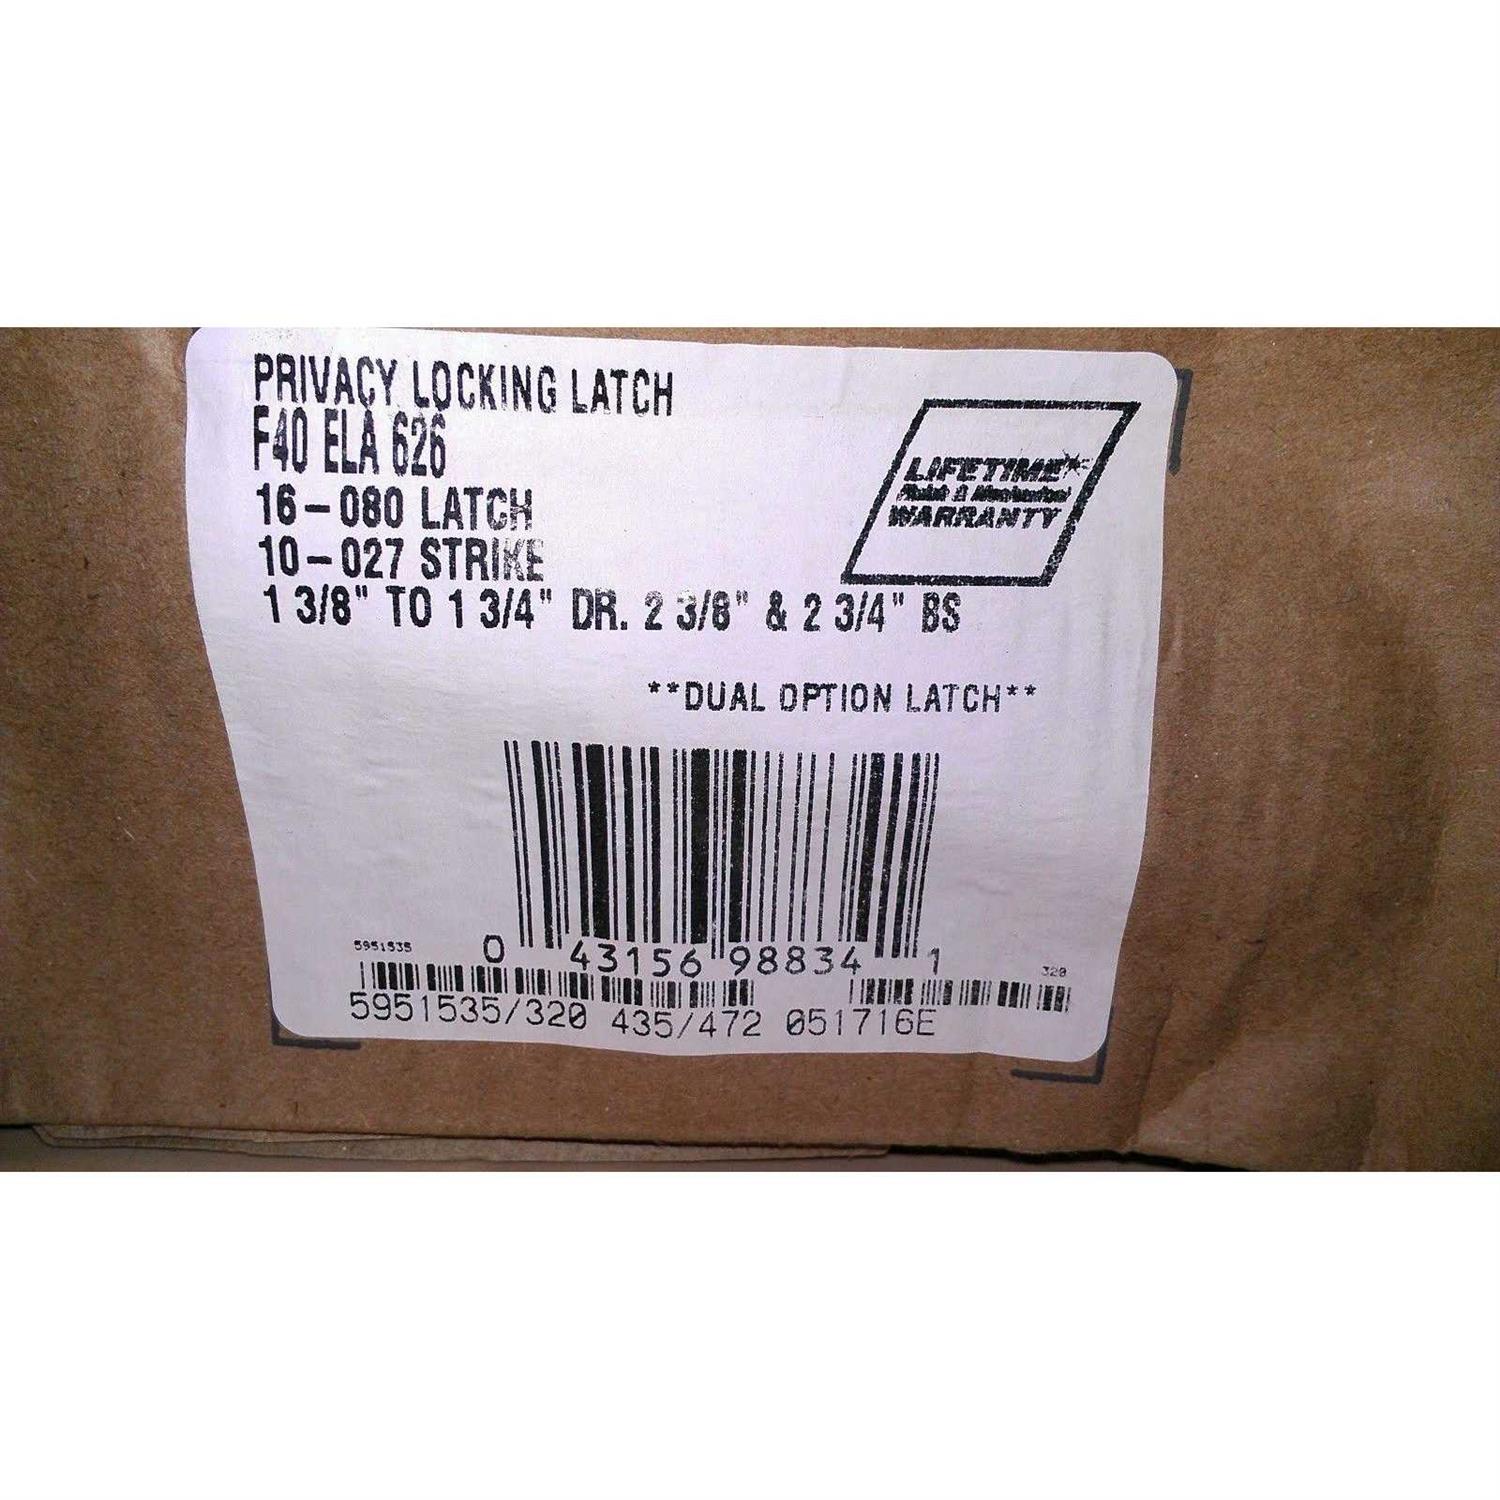 PRIVACY LOCKING LATCH
F40 ELA 626
16-080 LATCH
10-027 STRIKE
1 3/8" TO 1 3/4" DR. 2 3/8" & 2 3/4" BS
LIFETIME*
Finish & Mechanical
WARRANTY
**DUAL OPTION LATCH**
5951535
0 43156 98834 1
320
5951535/320 435/472 051716E